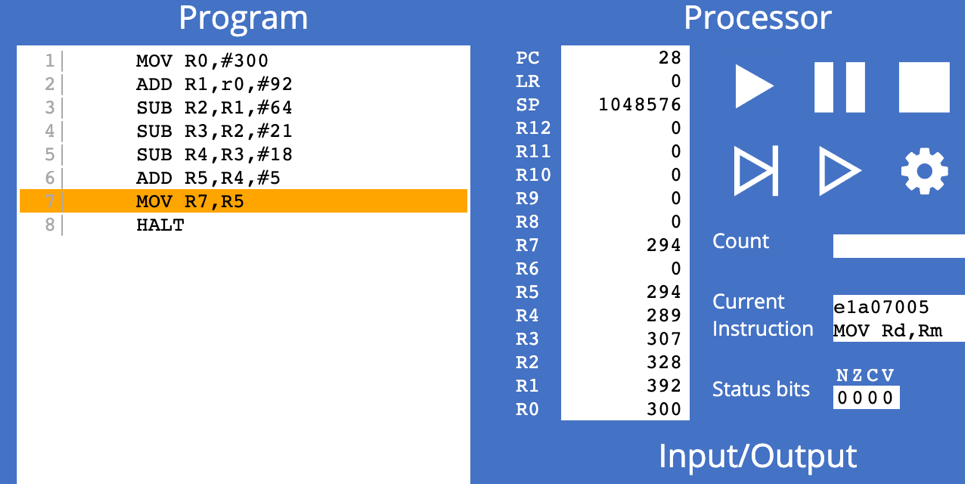 Program
1| MOV R0,#300
2| ADD R1,r0,#92
3| SUB R2,R1,#64
4| SUB R3,R2,#21
5| SUB R4,R3,#18
6| ADD R5,R4,#5
7| MOV R7,R5
8| HALT
Processor
PC 28
LR 0
SP 1048576
R12 0
R11 0
R10 0
R9 0
R8 0
R7 294
R6 0
R5 294
R4 289
R3 307
R2 328
R1 392
R0 300
Count
Current
Instruction
e1a07005
MOV Rd,Rm
Status bits
NZCV
0000
Input/Output